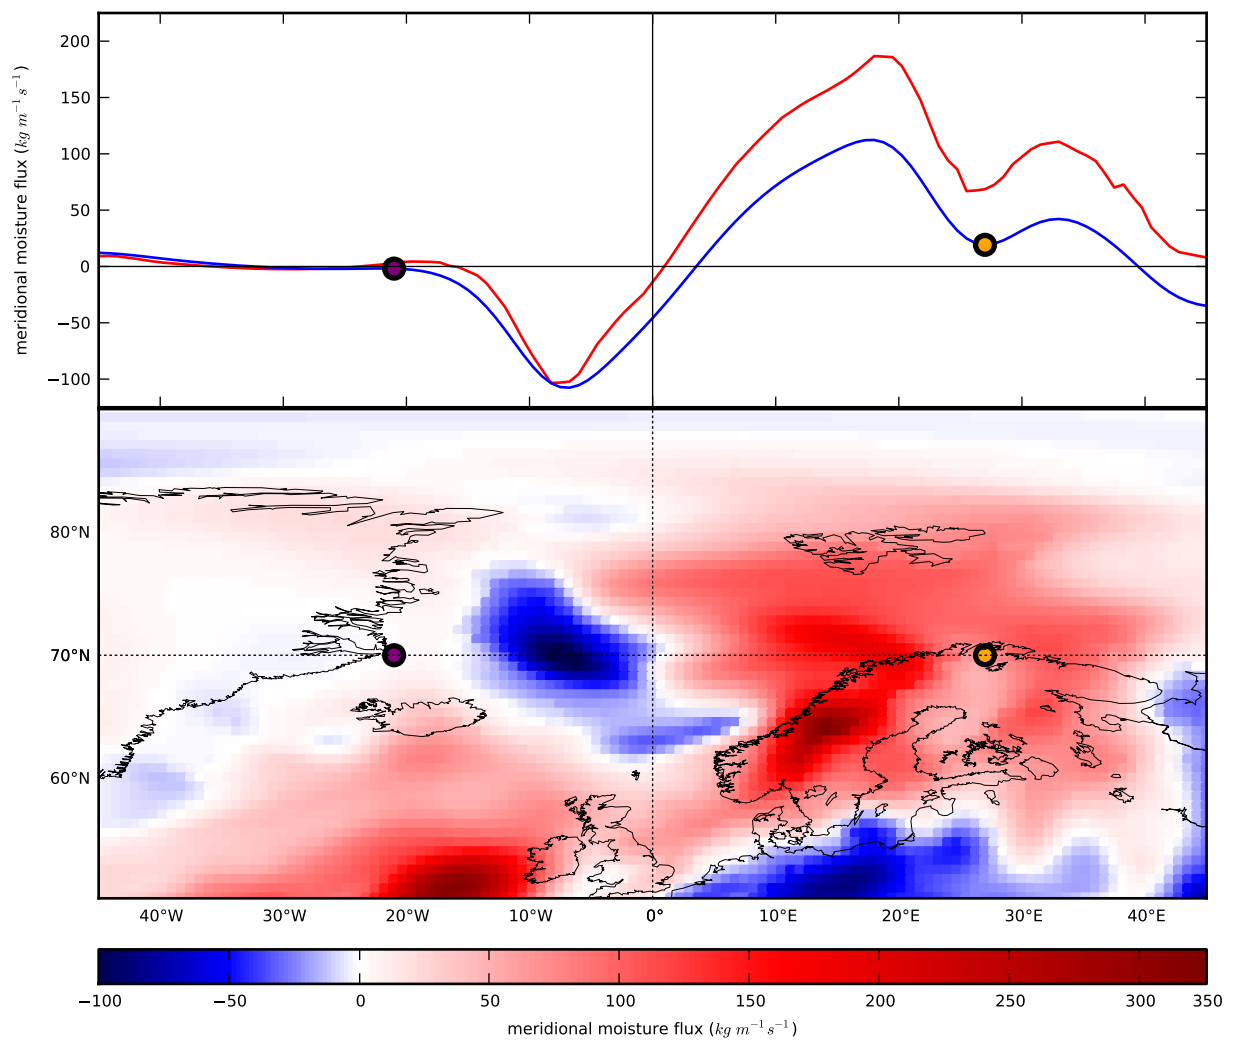 200
150
100
50
0
−50
−100
meridional moisture flux (kg m⁻¹ s⁻¹)
80°N
70°N
60°N
40°W 30°W 20°W 10°W 0° 10°E 20°E 30°E 40°E
−100 −50 0 50 100 150 200 250 300 350
meridional moisture flux (kg m⁻¹ s⁻¹)